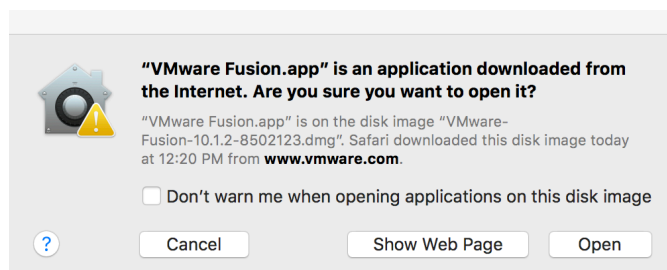 “VMware Fusion.app” is an application downloaded from
the Internet. Are you sure you want to open it?
“VMware Fusion.app” is on the disk image “VMware-
Fusion-10.1.2-8502123.dmg”. Safari downloaded this disk image today
at 12:20 PM from www.vmware.com.
Don’t warn me when opening applications on this disk image
? Cancel Show Web Page Open